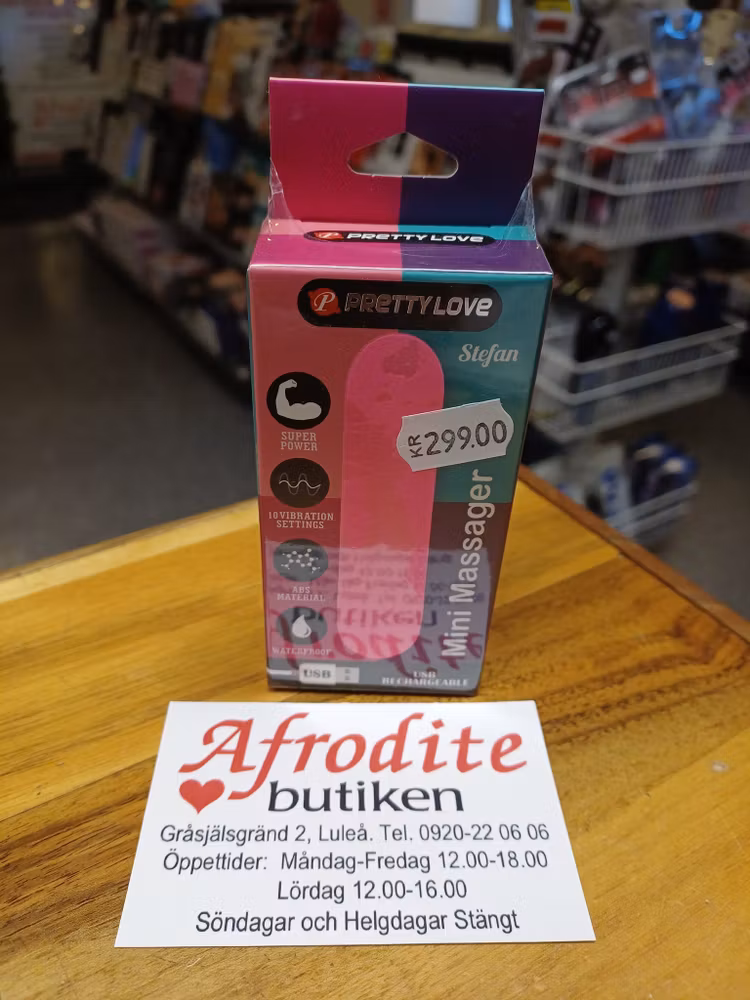 PRETTY LOVE
PRETTY LOVE
Stefan
KR 299.00
SUPER
POWER
10 VIBRATION
SETTINGS
ABS
MATERIAL
WATERPROOF
Mini Massager
USB
USB
RECHARGEABLE
Afrodite
butiken
Gråsjälsgränd 2, Luleå. Tel. 0920-22 06 06
Öppettider: Måndag-Fredag 12.00-18.00
Lördag 12.00-16.00
Söndagar och Helgdagar Stängt